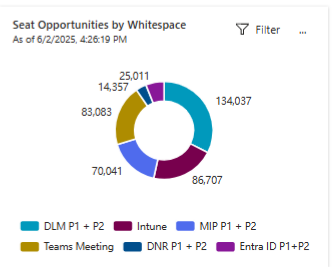 Seat Opportunities by Whitespace
Filter ...
As of 6/2/2025, 4:26:19 PM
25,011
14,357
134,037
83,083
70,041
86,707
DLM P1 + P2 Intune MIP P1 + P2
Teams Meeting DNR P1 + P2 Entra ID P1+P2